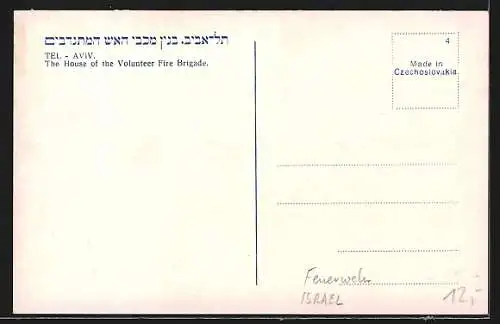 תל־אביב. בנין מכבי האש המתנדבים
TEL - AVIV.
The House of the Volunteer Fire Brigade.
4
Made in
Czechoslovakia
Feuerwehr
ISRAEL
12,-